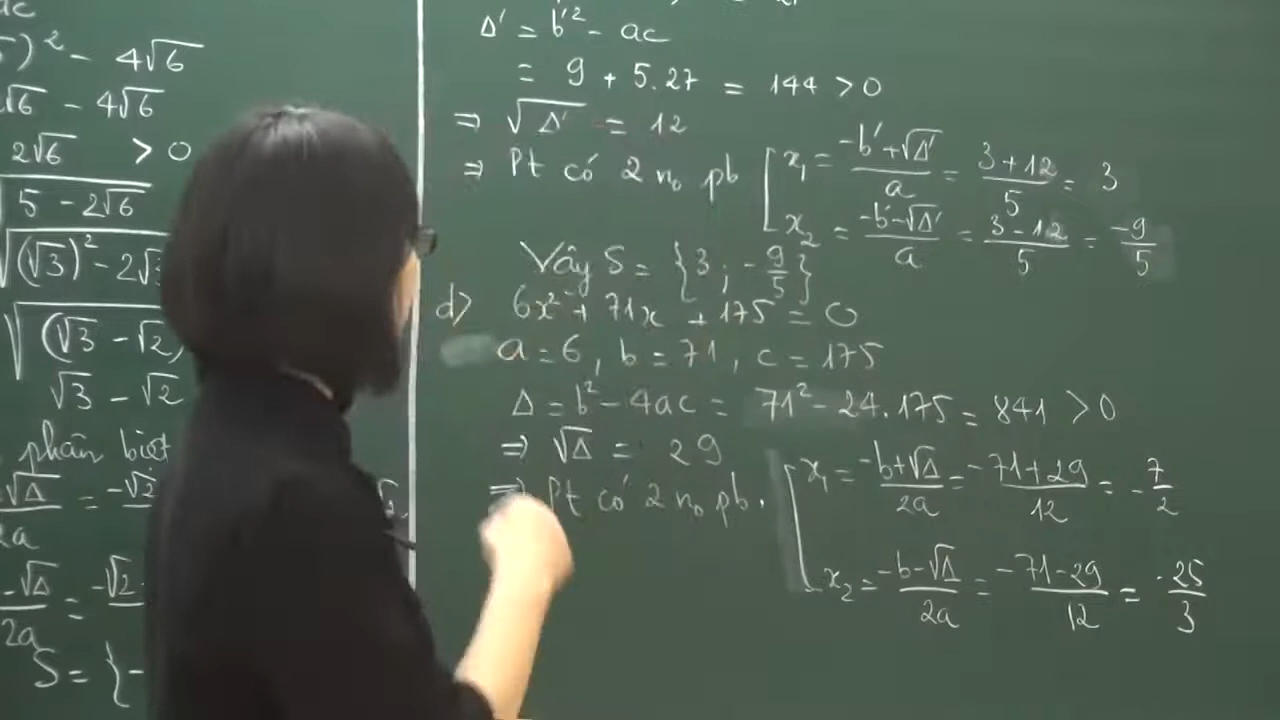 ac
)² - 4√6
√6 - 4√6
2√6 > 0
5 - 2√6
√(√3)² - 2√3
√(√3 - √2)
√3 - √2
phân biệt
-√Δ/2a = -√2
-√Δ/2a = -√2
S = {-
Δ' = b'² - ac
= 9 + 5.27 = 144 > 0
⇒ √Δ' = 12
⇒ Pt có 2 no pb [ x₁ = (-b' + √Δ')/a = (3 + 12)/5 = 3
x₂ = (-b' - √Δ')/a = (3 - 12)/5 = -9/5
Vậy S = {3 ; -9/5}
d) 6x² + 71x + 175 = 0
a = 6, b = 71, c = 175
Δ = b² - 4ac = 71² - 24.175 = 841 > 0
⇒ √Δ = 29
⇒ Pt có 2 no pb. [ x₁ = (-b + √Δ)/2a = (-71 + 29)/12 = -7/2
x₂ = (-b - √Δ)/2a = (-71 - 29)/12 = -25/3